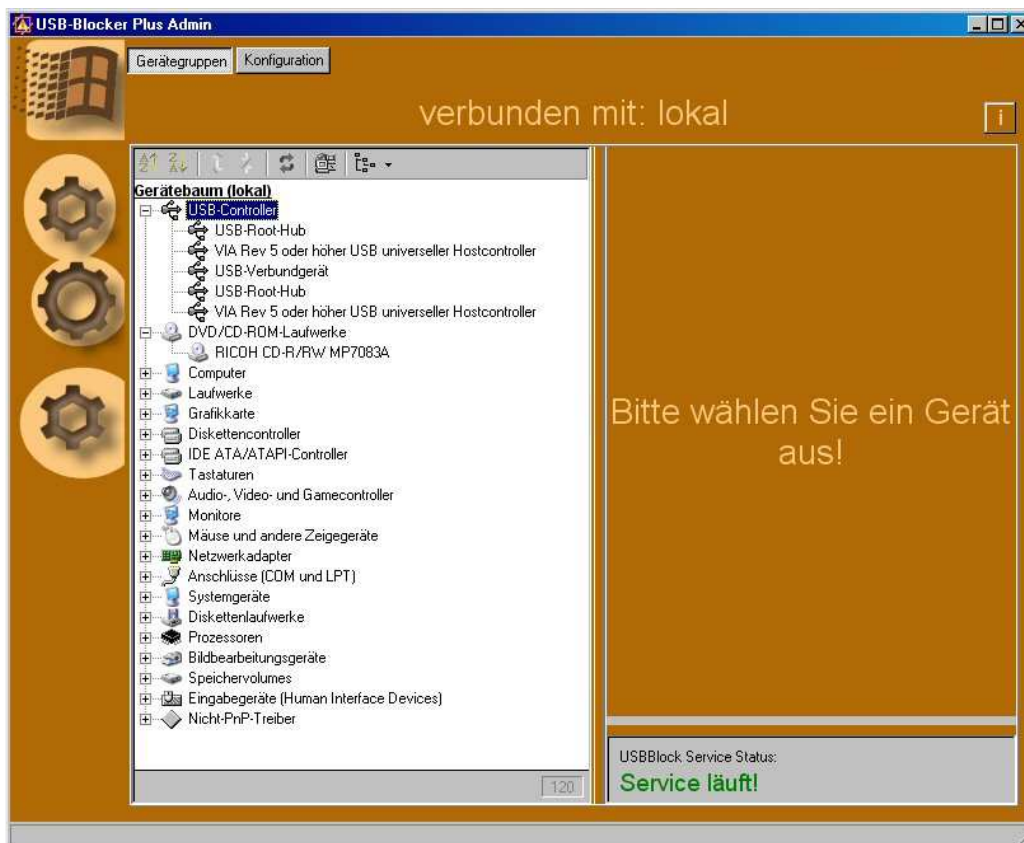 USB-Blocker Plus Admin
Gerätegruppen
Konfiguration
verbunden mit: lokal
i
Gerätebaum (lokal)
USB-Controller
USB-Root-Hub
VIA Rev 5 oder höher USB universeller Hostcontroller
USB-Verbundgerät
USB-Root-Hub
VIA Rev 5 oder höher USB universeller Hostcontroller
DVD/CD-ROM-Laufwerke
RICOH CD-R/RW MP7083A
Computer
Laufwerke
Grafikkarte
Diskettencontroller
IDE ATA/ATAPI-Controller
Tastaturen
Audio-, Video- und Gamecontroller
Monitore
Mäuse und andere Zeigegeräte
Netzwerkadapter
Anschlüsse (COM und LPT)
Systemgeräte
Diskettenlaufwerke
Prozessoren
Bildbearbeitungsgeräte
Speichervolumes
Eingabegeräte (Human Interface Devices)
Nicht-PnP-Treiber
120
Bitte wählen Sie ein Gerät
aus!
USBBlock Service Status:
Service läuft!